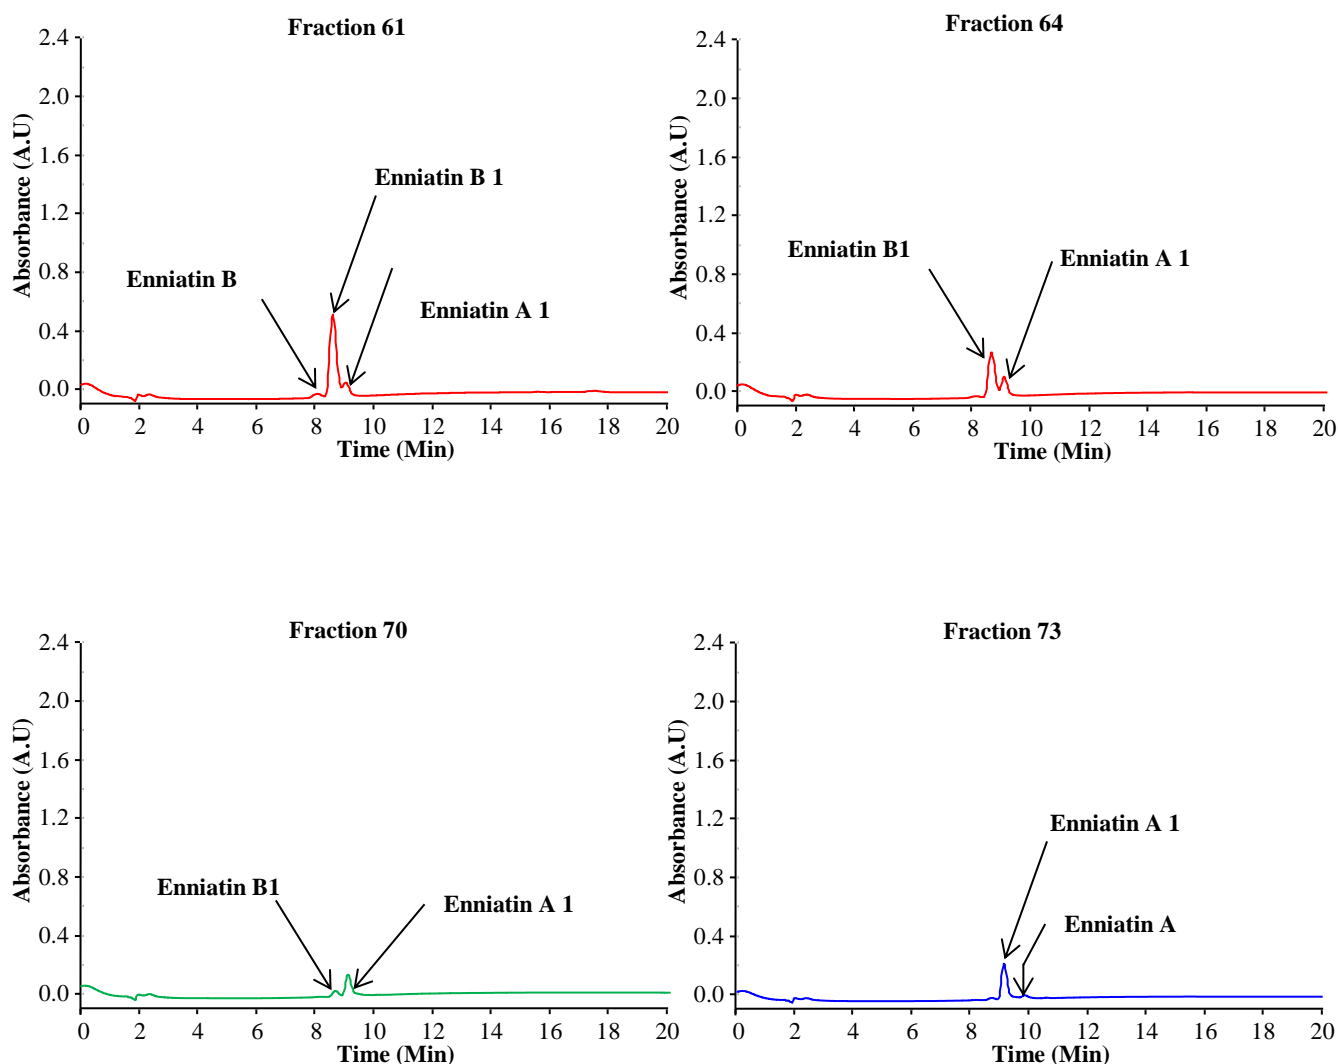 Fraction 61
2.4
2.0
1.6
1.2
0.8
0.4
0.0
Absorbance (A.U)
Enniatin B 1
Enniatin B
Enniatin A 1
0 2 4 6 8 10 12 14 16 18 20
Time (Min)
Fraction 64
2.4
2.0
1.6
1.2
0.8
0.4
0.0
Absorbance (A.U)
Enniatin B1
Enniatin A 1
0 2 4 6 8 10 12 14 16 18 20
Time (Min)
Fraction 70
2.4
2.0
1.6
1.2
0.8
0.4
0.0
Absorbance (A.U)
Enniatin B1
Enniatin A 1
0 2 4 6 8 10 12 14 16 18 20
Time (Min)
Fraction 73
2.4
2.0
1.6
1.2
0.8
0.4
0.0
Absorbance (A.U)
Enniatin A 1
Enniatin A
0 2 4 6 8 10 12 14 16 18 20
Time (Min)